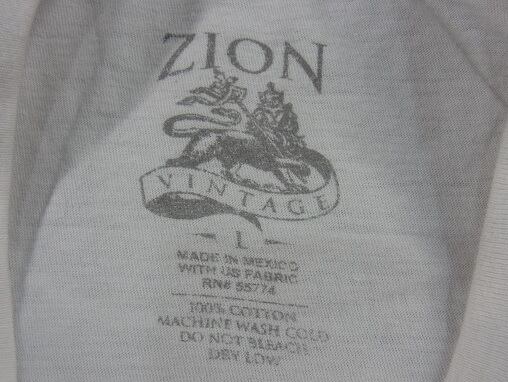 ZION
VINTAGE
L
MADE IN MEXICO
WITH US FABRIC
RN# 55774
100% COTTON
MACHINE WASH COLD
DO NOT BLEACH
DRY LOW